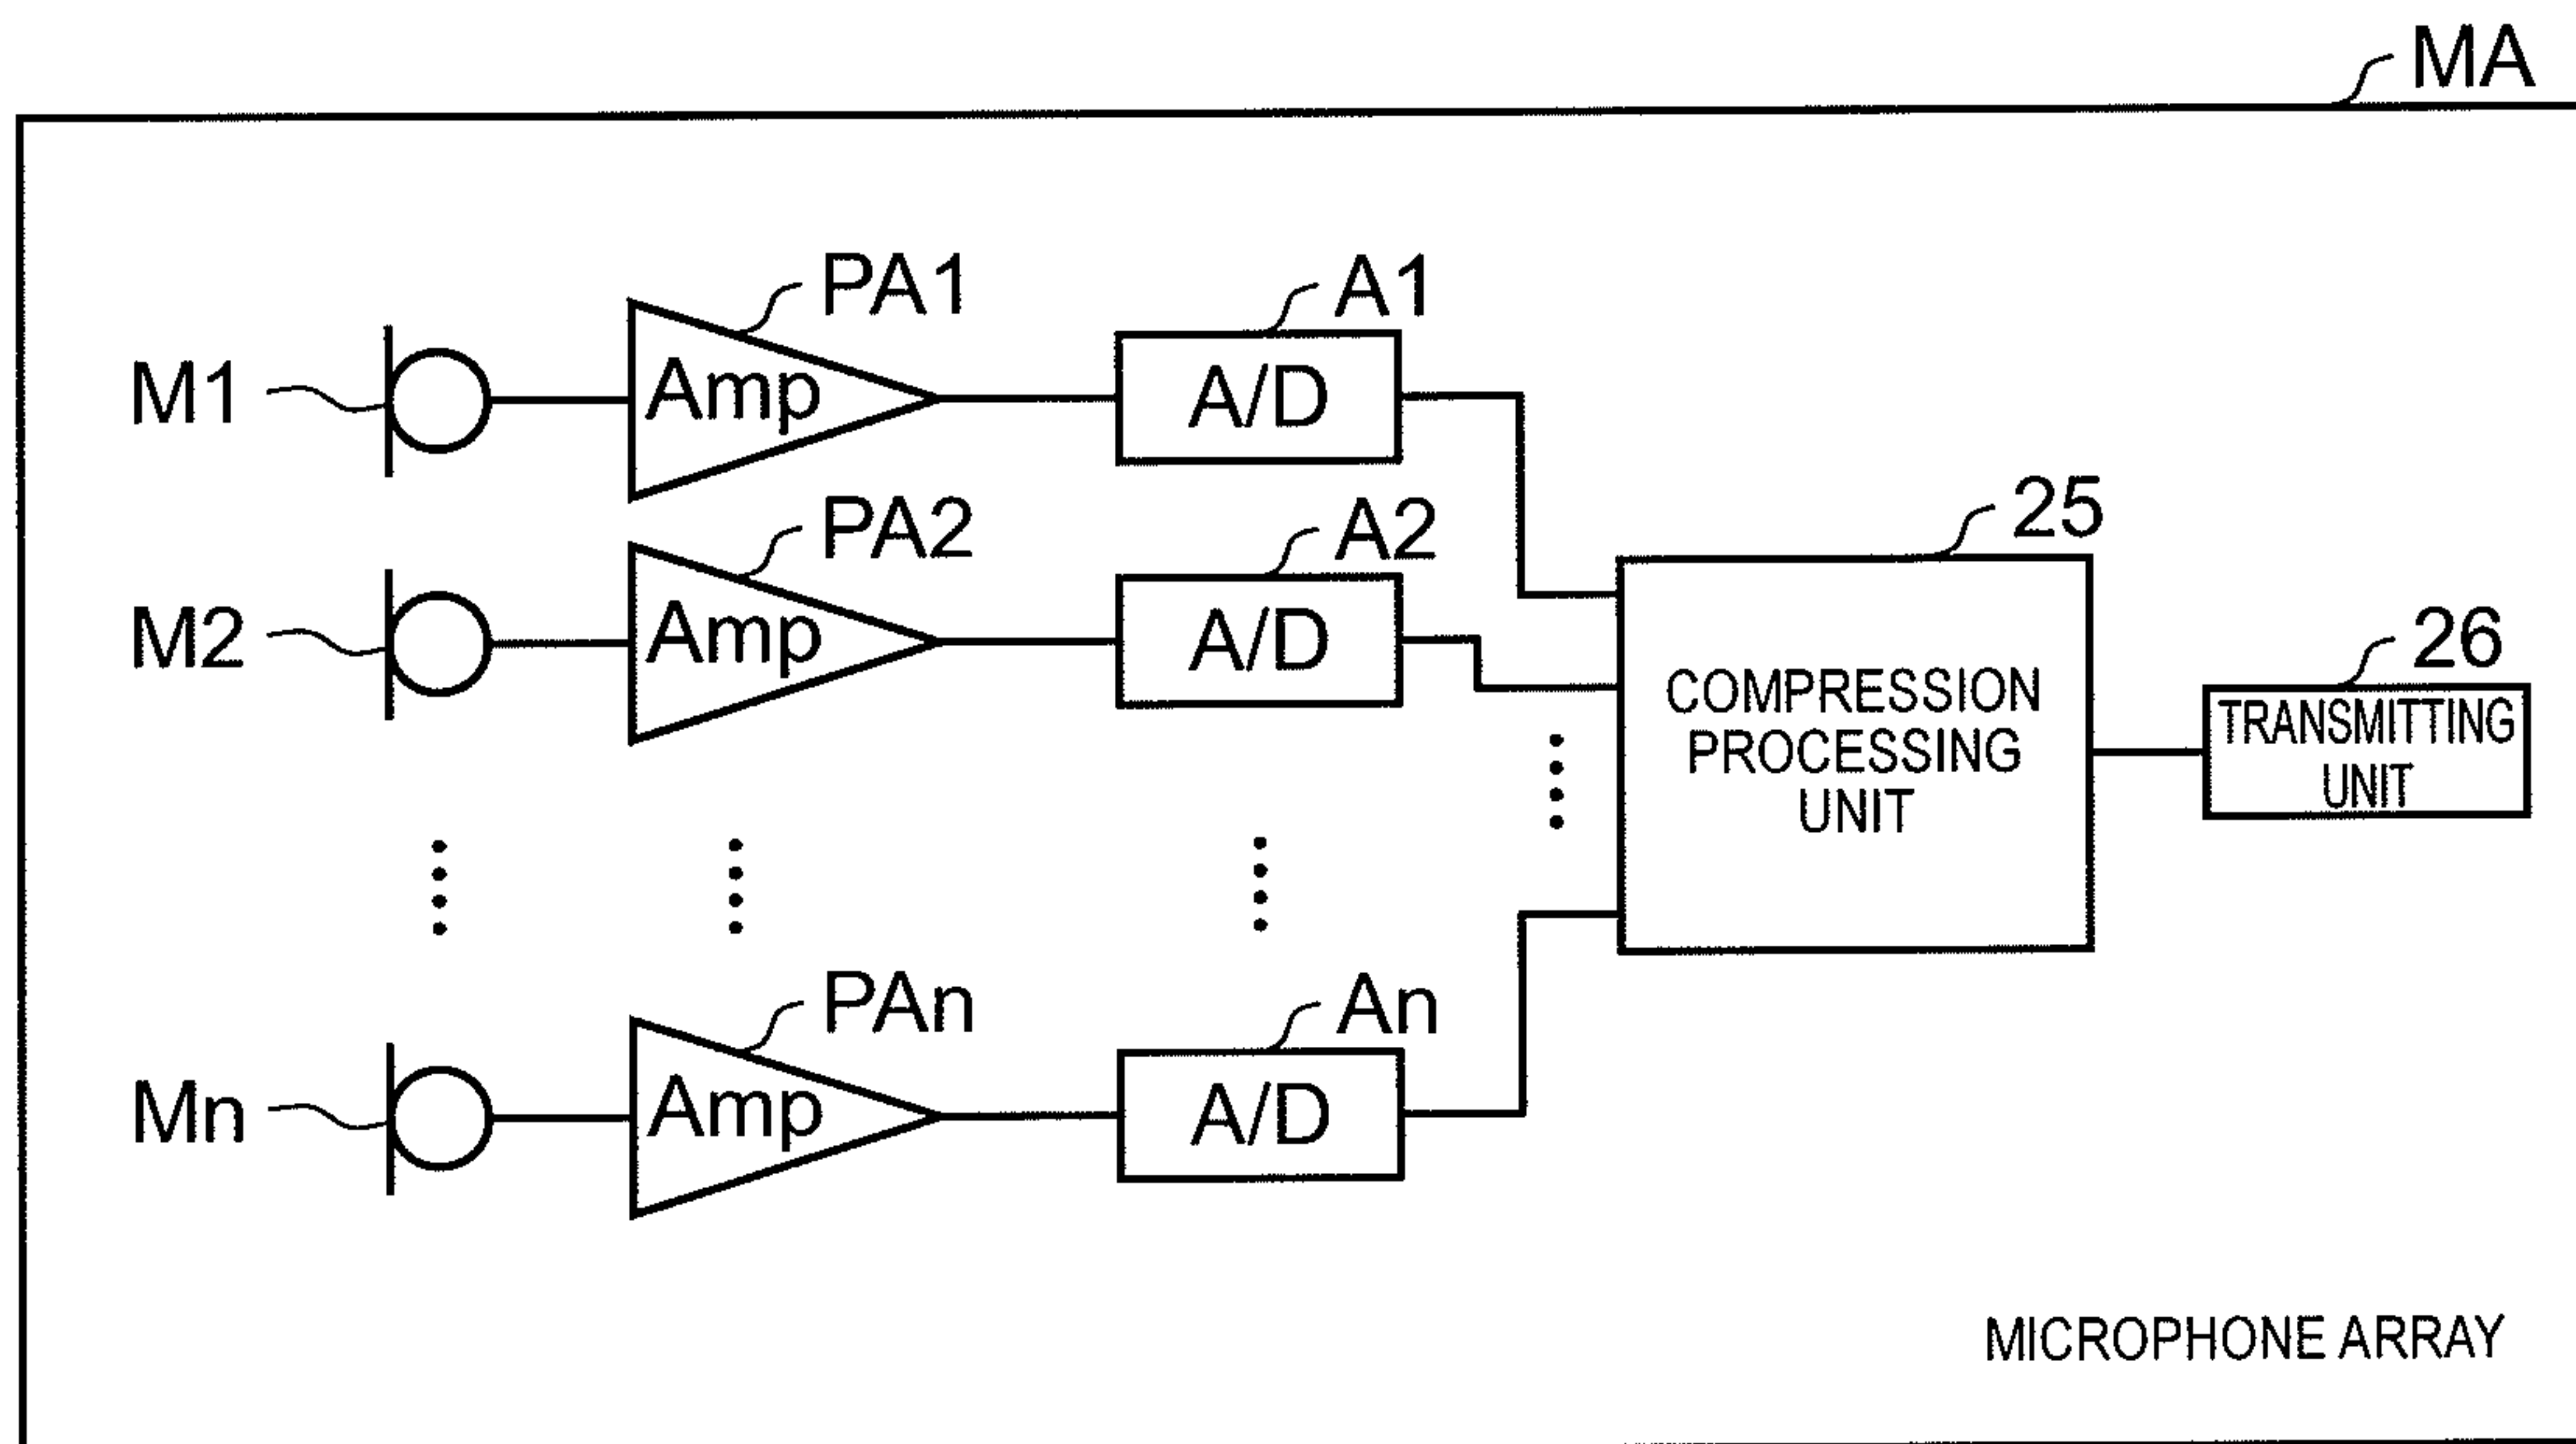 MA
PA1
A1
M1
Amp
A/D
PA2
A2
25
M2
Amp
A/D
COMPRESSION
PROCESSING
UNIT
26
TRANSMITTING
UNIT
PAn
An
Mn
Amp
A/D
MICROPHONE ARRAY